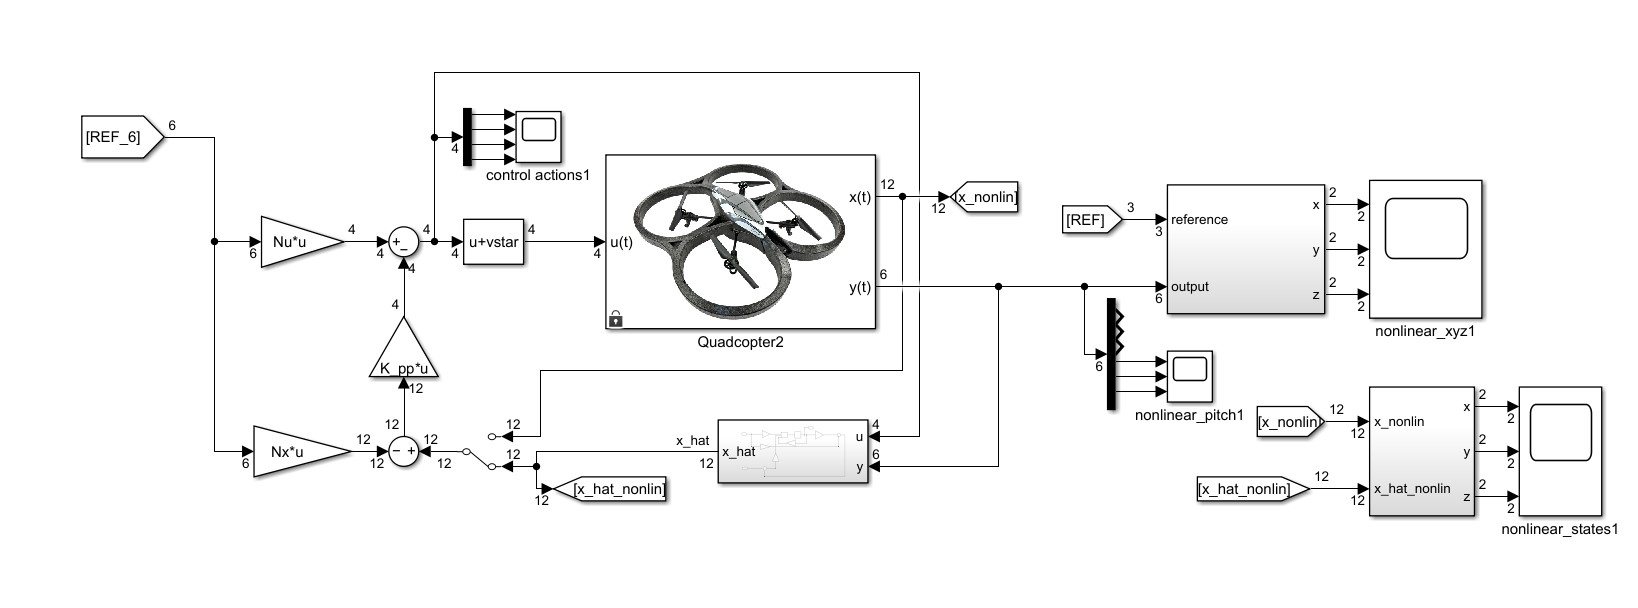 [REF_6]
6
4
control actions1
Nu*u
6
4
4
+
−
4
4
4
u+vstar
4
4
u(t)
x(t)
12
y(t)
6
Quadcopter2
12
[x_nonlin]
4
K_pp*u
12
12
Nx*u
6
12
12
− +
12
12
12
12
x_hat
12
x_hat
u
4
y
6
12
[x_hat_nonlin]
[REF]
3
3
reference
6
output
x
2
2
y
2
2
z
2
2
nonlinear_xyz1
6
nonlinear_pitch1
[x_nonlin]
12
12
x_nonlin
[x_hat_nonlin]
12
12
x_hat_nonlin
x
2
2
y
2
2
z
2
2
nonlinear_states1